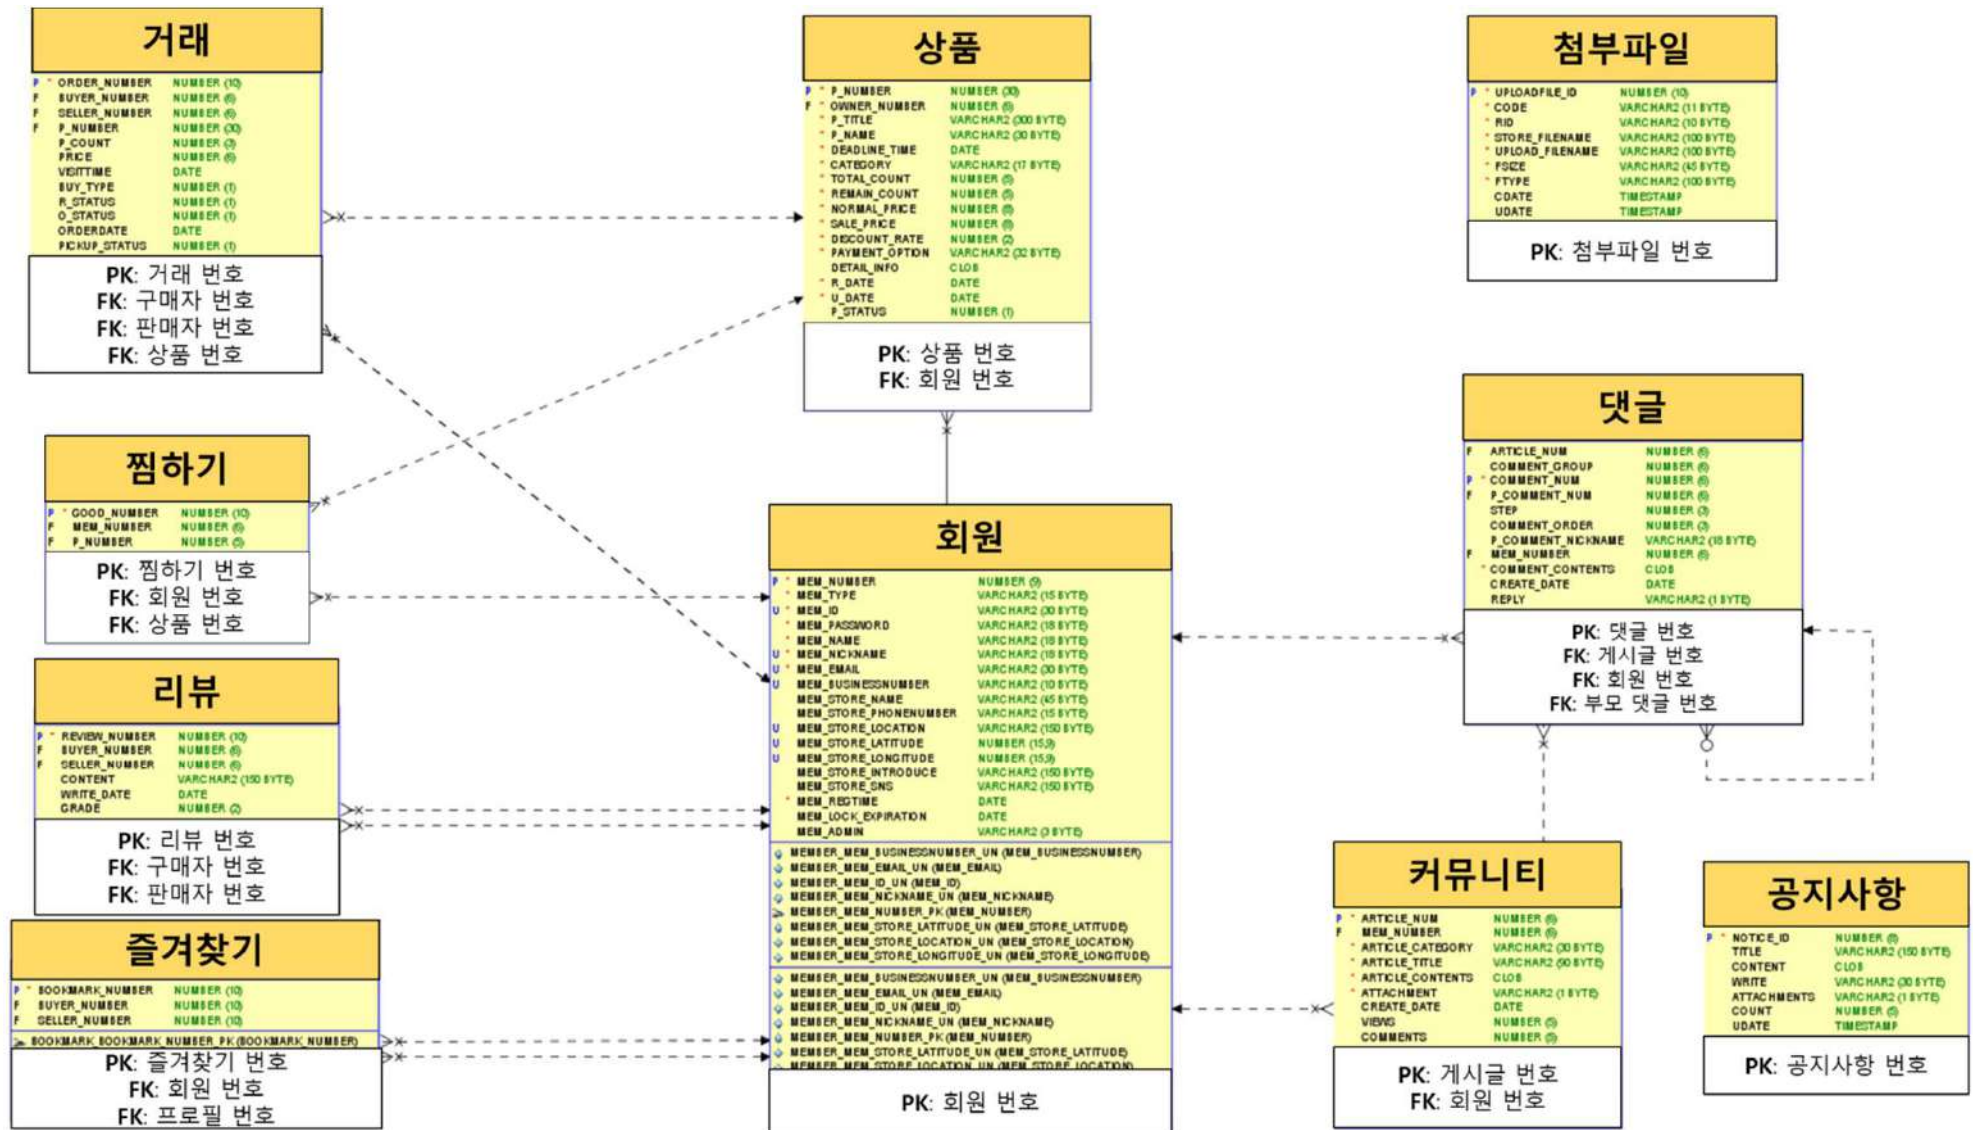 거래
P * ORDER_NUMBER NUMBER (10)
F BUYER_NUMBER NUMBER (6)
F SELLER_NUMBER NUMBER (6)
F P_NUMBER NUMBER (30)
P_COUNT NUMBER (3)
PRICE NUMBER (6)
VISITTIME DATE
BUY_TYPE NUMBER (1)
R_STATUS NUMBER (1)
O_STATUS NUMBER (1)
ORDERDATE DATE
PICKUP_STATUS NUMBER (1)
PK: 거래 번호
FK: 구매자 번호
FK: 판매자 번호
FK: 상품 번호
상품
P * P_NUMBER NUMBER (30)
F * OWNER_NUMBER NUMBER (6)
* P_TITLE VARCHAR2 (300 BYTE)
* P_NAME VARCHAR2 (30 BYTE)
* DEADLINE_TIME DATE
* CATEGORY VARCHAR2 (17 BYTE)
* TOTAL_COUNT NUMBER (5)
* REMAIN_COUNT NUMBER (5)
* NORMAL_PRICE NUMBER (8)
* SALE_PRICE NUMBER (8)
* DISCOUNT_RATE NUMBER (2)
* PAYMENT_OPTION VARCHAR2 (32 BYTE)
DETAIL_INFO CLOB
* R_DATE DATE
* U_DATE DATE
P_STATUS NUMBER (1)
PK: 상품 번호
FK: 회원 번호
첨부파일
P * UPLOADFILE_ID NUMBER (10)
* CODE VARCHAR2 (11 BYTE)
* RID VARCHAR2 (10 BYTE)
* STORE_FILENAME VARCHAR2 (100 BYTE)
* UPLOAD_FILENAME VARCHAR2 (100 BYTE)
* FSIZE VARCHAR2 (45 BYTE)
* FTYPE VARCHAR2 (100 BYTE)
CDATE TIMESTAMP
UDATE TIMESTAMP
PK: 첨부파일 번호
찜하기
P * GOOD_NUMBER NUMBER (10)
F MEM_NUMBER NUMBER (6)
F P_NUMBER NUMBER (5)
PK: 찜하기 번호
FK: 회원 번호
FK: 상품 번호
회원
P * MEM_NUMBER NUMBER (9)
* MEM_TYPE VARCHAR2 (15 BYTE)
U * MEM_ID VARCHAR2 (30 BYTE)
* MEM_PASSWORD VARCHAR2 (18 BYTE)
* MEM_NAME VARCHAR2 (18 BYTE)
U * MEM_NICKNAME VARCHAR2 (18 BYTE)
U * MEM_EMAIL VARCHAR2 (30 BYTE)
U MEM_BUSINESSNUMBER VARCHAR2 (10 BYTE)
MEM_STORE_NAME VARCHAR2 (45 BYTE)
MEM_STORE_PHONENUMBER VARCHAR2 (15 BYTE)
U MEM_STORE_LOCATION VARCHAR2 (150 BYTE)
U MEM_STORE_LATITUDE NUMBER (15,9)
U MEM_STORE_LONGITUDE NUMBER (15,9)
MEM_STORE_INTRODUCE VARCHAR2 (150 BYTE)
MEM_STORE_SNS VARCHAR2 (150 BYTE)
* MEM_REGTIME DATE
MEM_LOCK_EXPIRATION DATE
MEM_ADMIN VARCHAR2 (3 BYTE)
MEMBER_MEM_BUSINESSNUMBER_UN (MEM_BUSINESSNUMBER)
MEMBER_MEM_EMAIL_UN (MEM_EMAIL)
MEMBER_MEM_ID_UN (MEM_ID)
MEMBER_MEM_NICKNAME_UN (MEM_NICKNAME)
MEMBER_MEM_NUMBER_PK (MEM_NUMBER)
MEMBER_MEM_STORE_LATITUDE_UN (MEM_STORE_LATITUDE)
MEMBER_MEM_STORE_LOCATION_UN (MEM_STORE_LOCATION)
MEMBER_MEM_STORE_LONGITUDE_UN (MEM_STORE_LONGITUDE)
MEMBER_MEM_BUSINESSNUMBER_UN (MEM_BUSINESSNUMBER)
MEMBER_MEM_EMAIL_UN (MEM_EMAIL)
MEMBER_MEM_ID_UN (MEM_ID)
MEMBER_MEM_NICKNAME_UN (MEM_NICKNAME)
MEMBER_MEM_NUMBER_PK (MEM_NUMBER)
MEMBER_MEM_STORE_LATITUDE_UN (MEM_STORE_LATITUDE)
MEMBER_MEM_STORE_LOCATION_UN (MEM_STORE_LOCATION)
PK: 회원 번호
댓글
F ARTICLE_NUM NUMBER (6)
COMMENT_GROUP NUMBER (6)
P * COMMENT_NUM NUMBER (6)
F P_COMMENT_NUM NUMBER (6)
STEP NUMBER (3)
COMMENT_ORDER NUMBER (3)
P_COMMENT_NICKNAME VARCHAR2 (18 BYTE)
F MEM_NUMBER NUMBER (6)
* COMMENT_CONTENTS CLOB
CREATE_DATE DATE
REPLY VARCHAR2 (1 BYTE)
PK: 댓글 번호
FK: 게시글 번호
FK: 회원 번호
FK: 부모 댓글 번호
리뷰
P * REVIEW_NUMBER NUMBER (10)
F BUYER_NUMBER NUMBER (6)
F SELLER_NUMBER NUMBER (6)
CONTENT VARCHAR2 (150 BYTE)
WRITE_DATE DATE
GRADE NUMBER (2)
PK: 리뷰 번호
FK: 구매자 번호
FK: 판매자 번호
즐겨찾기
P * BOOKMARK_NUMBER NUMBER (10)
F BUYER_NUMBER NUMBER (10)
F SELLER_NUMBER NUMBER (10)
BOOKMARK_BOOKMARK_NUMBER_PK (BOOKMARK_NUMBER)
PK: 즐겨찾기 번호
FK: 회원 번호
FK: 프로필 번호
커뮤니티
P * ARTICLE_NUM NUMBER (6)
F MEM_NUMBER NUMBER (6)
* ARTICLE_CATEGORY VARCHAR2 (30 BYTE)
* ARTICLE_TITLE VARCHAR2 (90 BYTE)
* ARTICLE_CONTENTS CLOB
* ATTACHMENT VARCHAR2 (1 BYTE)
CREATE_DATE DATE
VIEWS NUMBER (5)
COMMENTS NUMBER (5)
PK: 게시글 번호
FK: 회원 번호
공지사항
P * NOTICE_ID NUMBER (8)
TITLE VARCHAR2 (150 BYTE)
CONTENT CLOB
WRITE VARCHAR2 (30 BYTE)
ATTACHMENTS VARCHAR2 (1 BYTE)
COUNT NUMBER (5)
UDATE TIMESTAMP
PK: 공지사항 번호